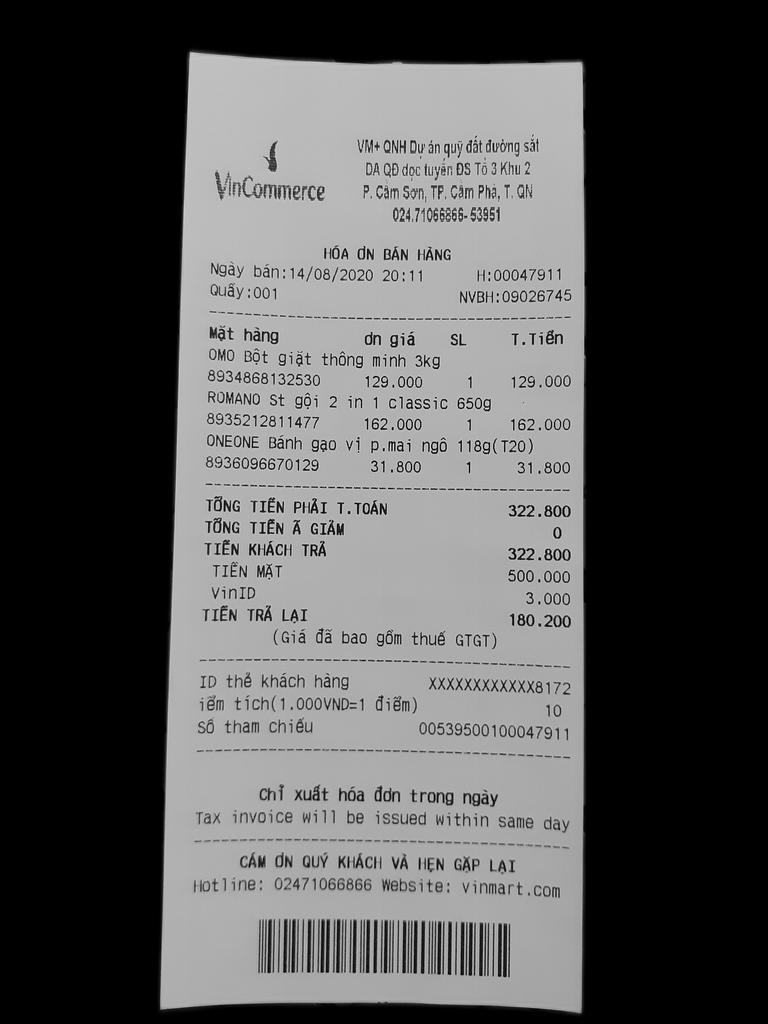 VinCommerce
VM+ QNH Dự án quỹ đất đường sắt
DA QĐ dọc tuyến ĐS Tổ 3 Khu 2
P. Cẩm Sơn, TP. Cẩm Phả, T. QN
024.71066866-53951
HÓA ƠN BÁN HÀNG
Ngày bán:14/08/2020 20:11 H:00047911
Quầy:001 NVBH:09026745
Mặt hàng ơn giá SL T.Tiền
OMO Bột giặt thông minh 3kg
8934868132530 129.000 1 129.000
ROMANO St gội 2 in 1 classic 650g
8935212811477 162.000 1 162.000
ONEONE Bánh gạo vị p.mai ngô 118g(T20)
8936096670129 31.800 1 31.800
TỔNG TIỀN PHẢI T.TOÁN 322.800
TỔNG TIỀN Ã GIẢM 0
TIỀN KHÁCH TRẢ 322.800
TIỀN MẶT 500.000
VinID 3.000
TIỀN TRẢ LẠI 180.200
(Giá đã bao gồm thuế GTGT)
ID thẻ khách hàng XXXXXXXXXXXX8172
iểm tích(1.000VND=1 điểm) 10
Số tham chiếu 00539500100047911
Chỉ xuất hóa đơn trong ngày
Tax invoice will be issued within same day
CẢM ƠN QUÝ KHÁCH VÀ HẸN GẶP LẠI
Hotline: 02471066866 Website: vinmart.com